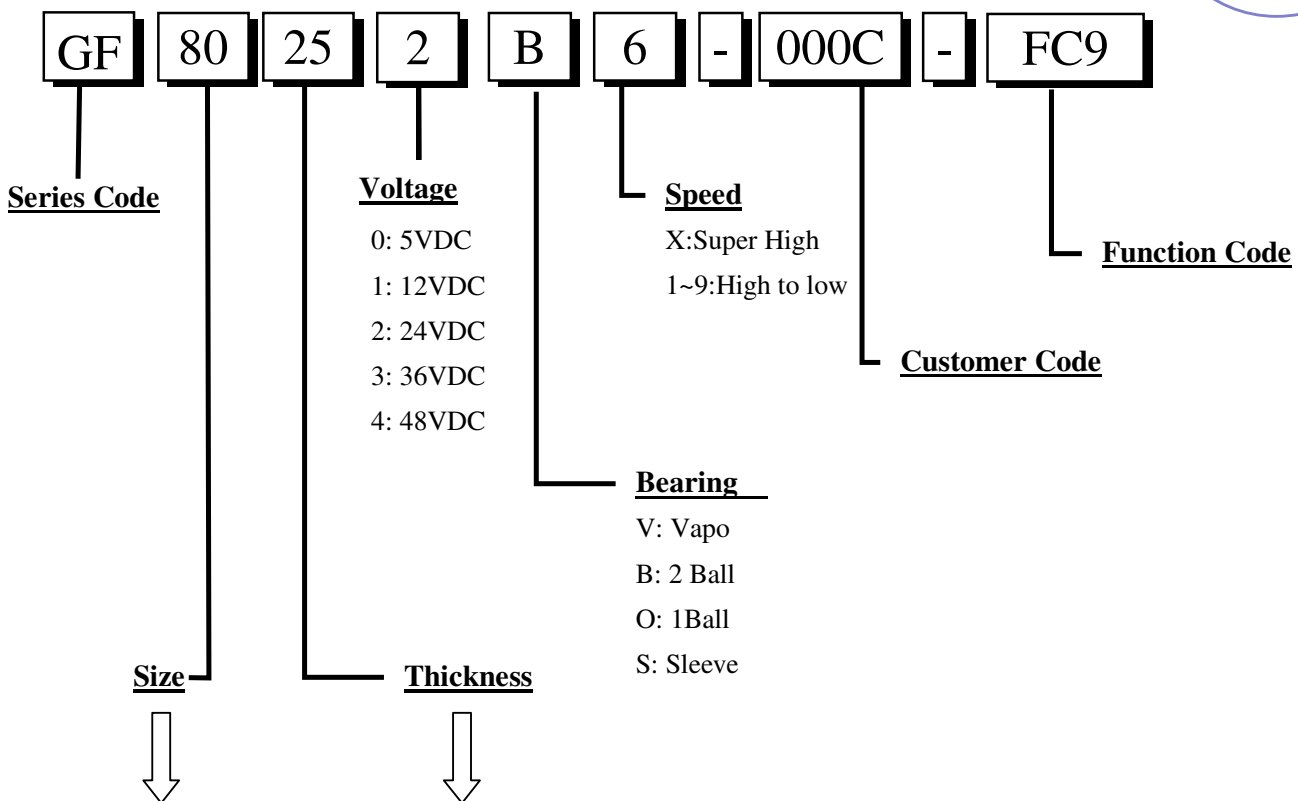 GF 80 25 2 B 6 - 000C - FC9
Series Code
Voltage
0: 5VDC
1: 12VDC
2: 24VDC
3: 36VDC
4: 48VDC
Speed
X:Super High
1~9:High to low
Function Code
Customer Code
Bearing
V: Vapo
B: 2 Ball
O: 1Ball
S: Sleeve
Size
Thickness